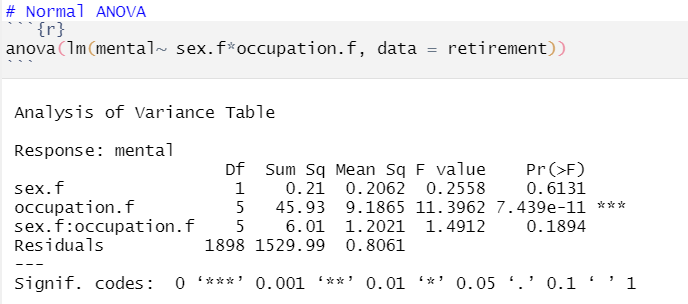 # Normal ANOVA
```{r}
anova(lm(mental~ sex.f*occupation.f, data = retirement))
```
Analysis of Variance Table
Response: mental
Df Sum Sq Mean Sq F value Pr(>F)
sex.f 1 0.21 0.2062 0.2558 0.6131
occupation.f 5 45.93 9.1865 11.3962 7.439e-11 ***
sex.f:occupation.f 5 6.01 1.2021 1.4912 0.1894
Residuals 1898 1529.99 0.8061
---
Signif. codes: 0 ‘***’ 0.001 ‘**’ 0.01 ‘*’ 0.05 ‘.’ 0.1 ‘ ’ 1